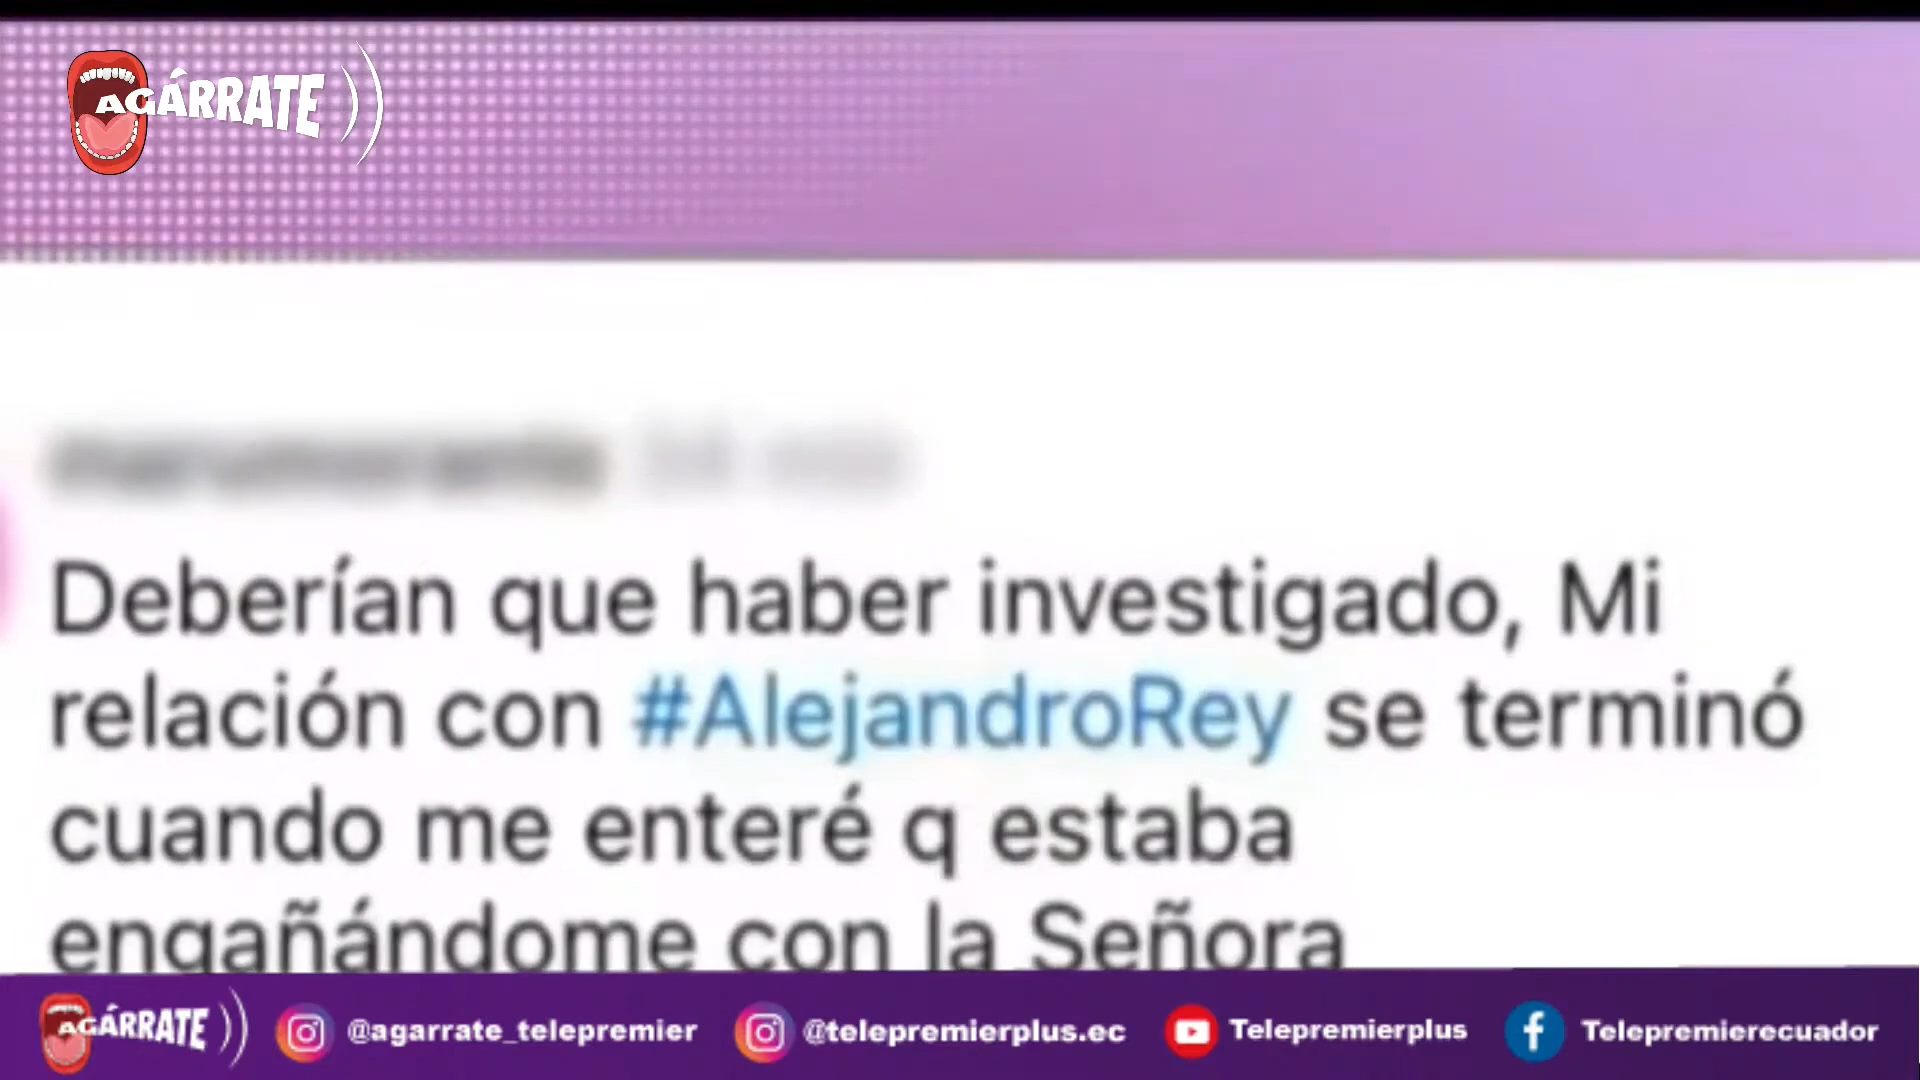 AGÁRRATE
Deberían que haber investigado, Mi
relación con #AlejandroRey se terminó
cuando me enteré q estaba
engañándome con la Señora
AGÁRRATE @agarrate_telepremier @telepremierplus.ec Telepremierplus Telepremierecuador